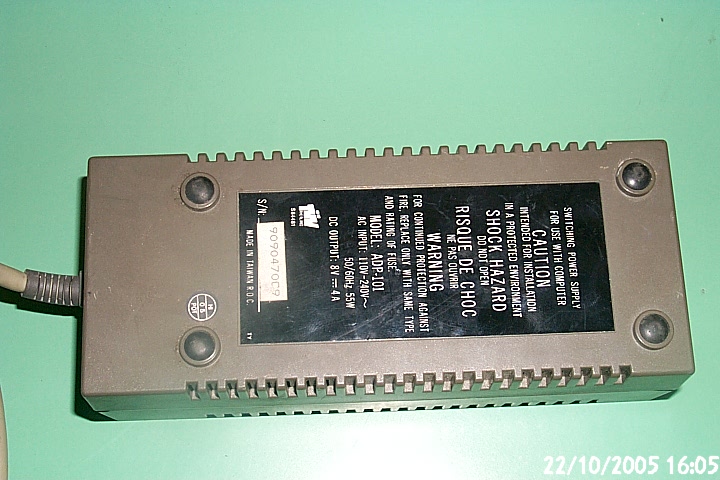 SWITCHING POWER SUPPLY
FOR USE WITH COMPUTER
CAUTION
INTENDED FOR INSTALLATION
IN A PROTECTED ENVIRONMENT
SHOCK HAZARD
DO NOT OPEN
RISQUE DE CHOC
NE PAS OUVRIR
WARNING
FOR CONTINUED PROTECTION AGAINST
FIRE, REPLACE ONLY WITH SAME TYPE
AND RATING OF FUSE
MODEL: ADP-101
AC INPUT: 110V-240V~
50/60Hz 55W
DC OUTPUT: 8V ⎓ 4A
S/N: 9090470C9
MADE IN TAIWAN R.O.C.
22/10/2005 16:05